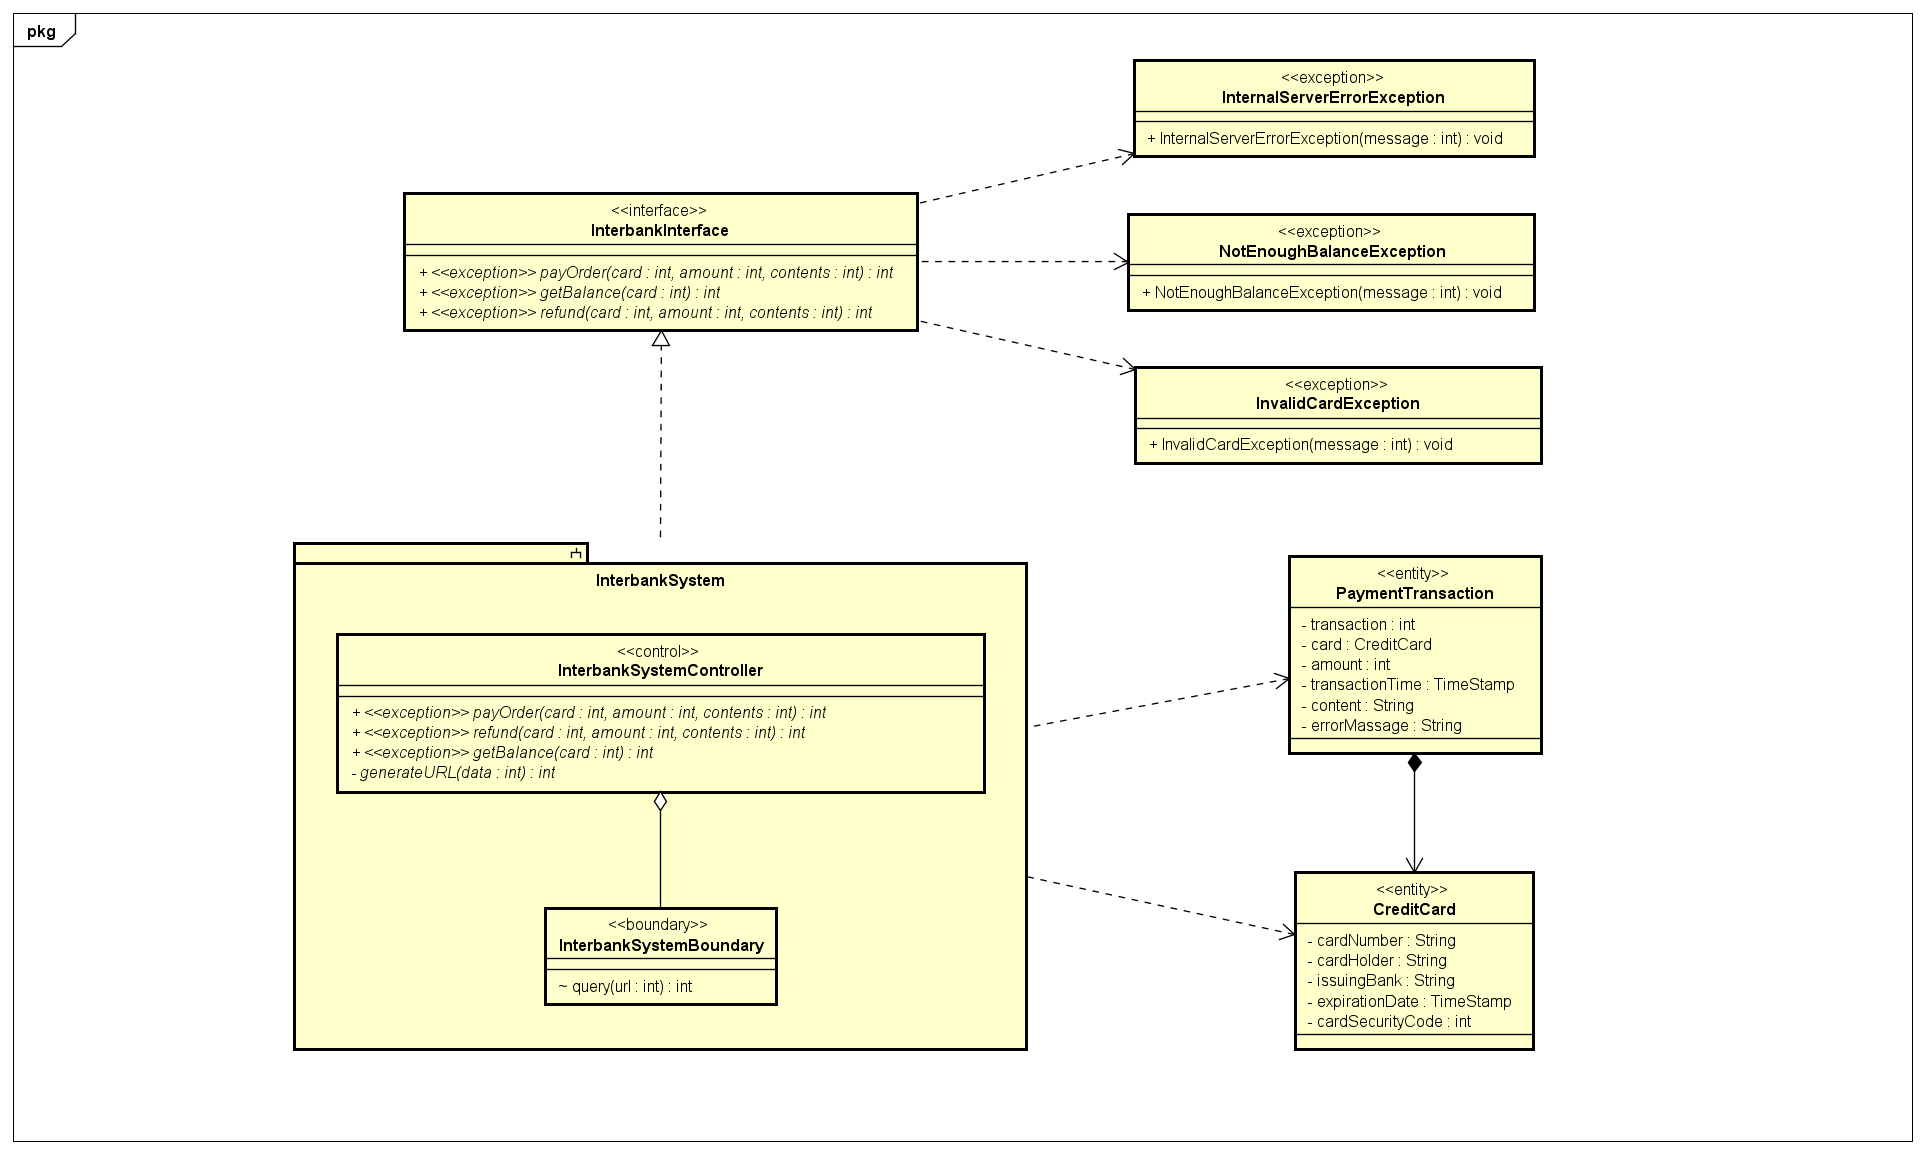 pkg
<<exception>>
InternalServerErrorException
+ InternalServerErrorException(message : int) : void
<<interface>>
InterbankInterface
+ <<exception>> payOrder(card : int, amount : int, contents : int) : int
+ <<exception>> getBalance(card : int) : int
+ <<exception>> refund(card : int, amount : int, contents : int) : int
<<exception>>
NotEnoughBalanceException
+ NotEnoughBalanceException(message : int) : void
<<exception>>
InvalidCardException
+ InvalidCardException(message : int) : void
InterbankSystem
<<control>>
InterbankSystemController
+ <<exception>> payOrder(card : int, amount : int, contents : int) : int
+ <<exception>> refund(card : int, amount : int, contents : int) : int
+ <<exception>> getBalance(card : int) : int
- generateURL(data : int) : int
<<boundary>>
InterbankSystemBoundary
~ query(url : int) : int
<<entity>>
PaymentTransaction
- transaction : int
- card : CreditCard
- amount : int
- transactionTime : TimeStamp
- content : String
- errorMassage : String
<<entity>>
CreditCard
- cardNumber : String
- cardHolder : String
- issuingBank : String
- expirationDate : TimeStamp
- cardSecurityCode : int